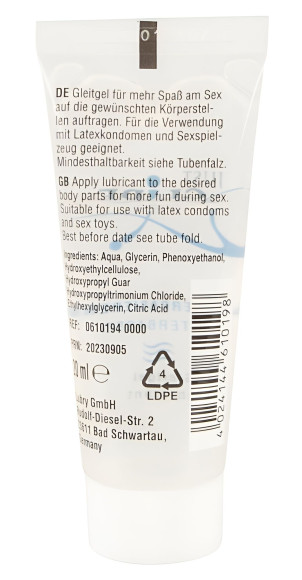 01
DE Gleitgel für mehr Spaß am Sex
auf die gewünschten Körperstel-
len auftragen. Für die Verwendung
mit Latexkondomen und Sexspiel-
zeug geeignet.
Mindesthaltbarkeit siehe Tubenfalz.
GB Apply lubricant to the desired
body parts for more fun during sex.
Suitable for use with latex condoms
and sex toys.
Best before date see tube fold.
Ingredients: Aqua, Glycerin, Phenoxyethanol,
Hydroxyethylcellulose,
Hydroxypropyl Guar
Hydroxypropyltrimonium Chloride,
Ethylhexylglycerin, Citric Acid
REF: 0610194 0000
20230905
ml ℮
4
LDPE
GmbH
-Diesel-Str. 2
Bad Schwartau,
Germany
4024144610198